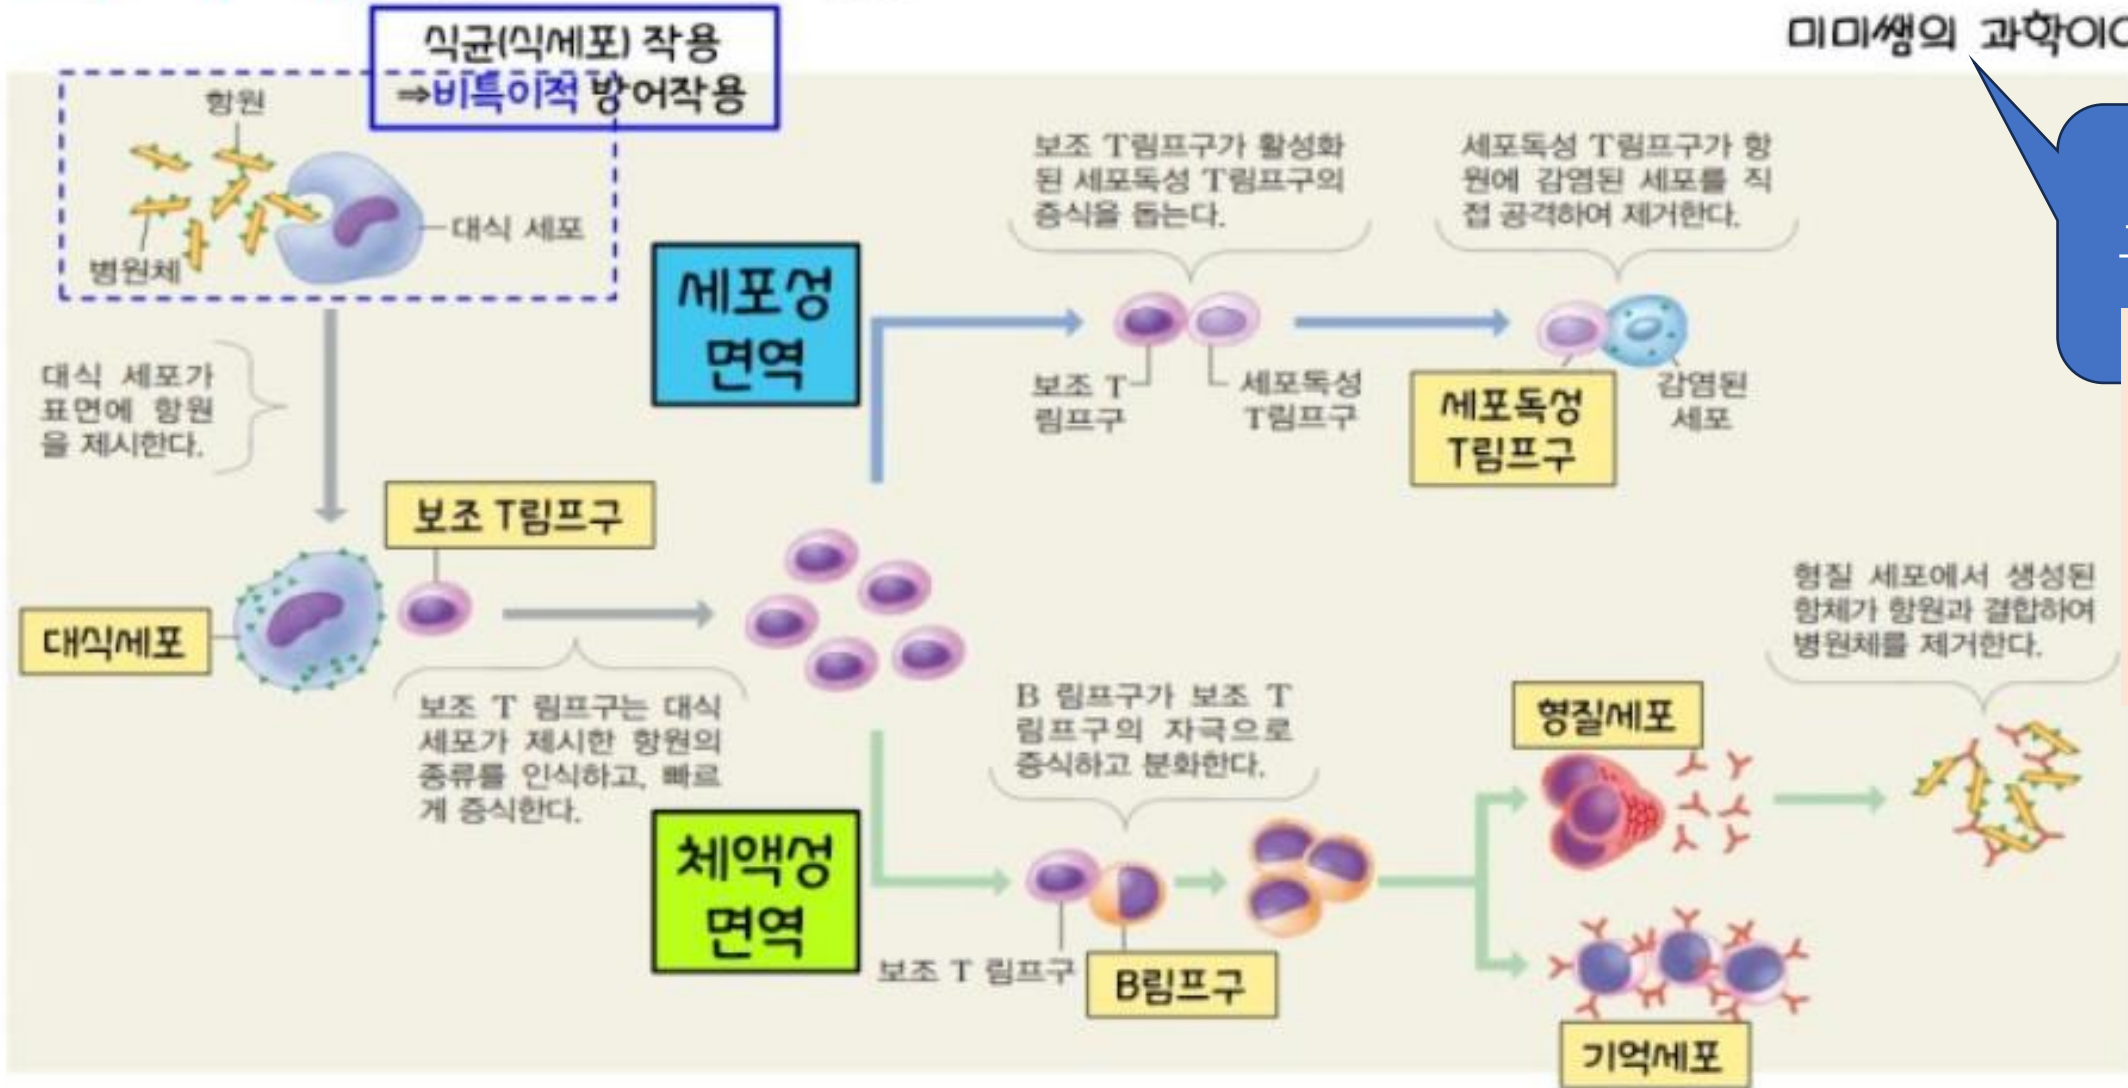 식균(식세포) 작용
⇒비특이적 방어작용
미미쌤의 과학이야
항원
대식 세포
병원체
대식 세포가
표면에 항원
을 제시한다.
세포성
면역
보조 T림프구가 활성화
된 세포독성 T림프구의
증식을 돕는다.
세포독성 T림프구가 항
원에 감염된 세포를 직
접 공격하여 제거한다.
보조 T
림프구
세포독성
T림프구
세포독성
T림프구
감염된
세포
보조 T림프구
대식세포
보조 T 림프구는 대식
세포가 제시한 항원의
종류를 인식하고, 빠르
게 증식한다.
체액성
면역
B 림프구가 보조 T
림프구의 자극으로
증식하고 분화한다.
보조 T 림프구
B림프구
형질세포
형질 세포에서 생성된
항체가 항원과 결합하여
병원체를 제거한다.
기억세포